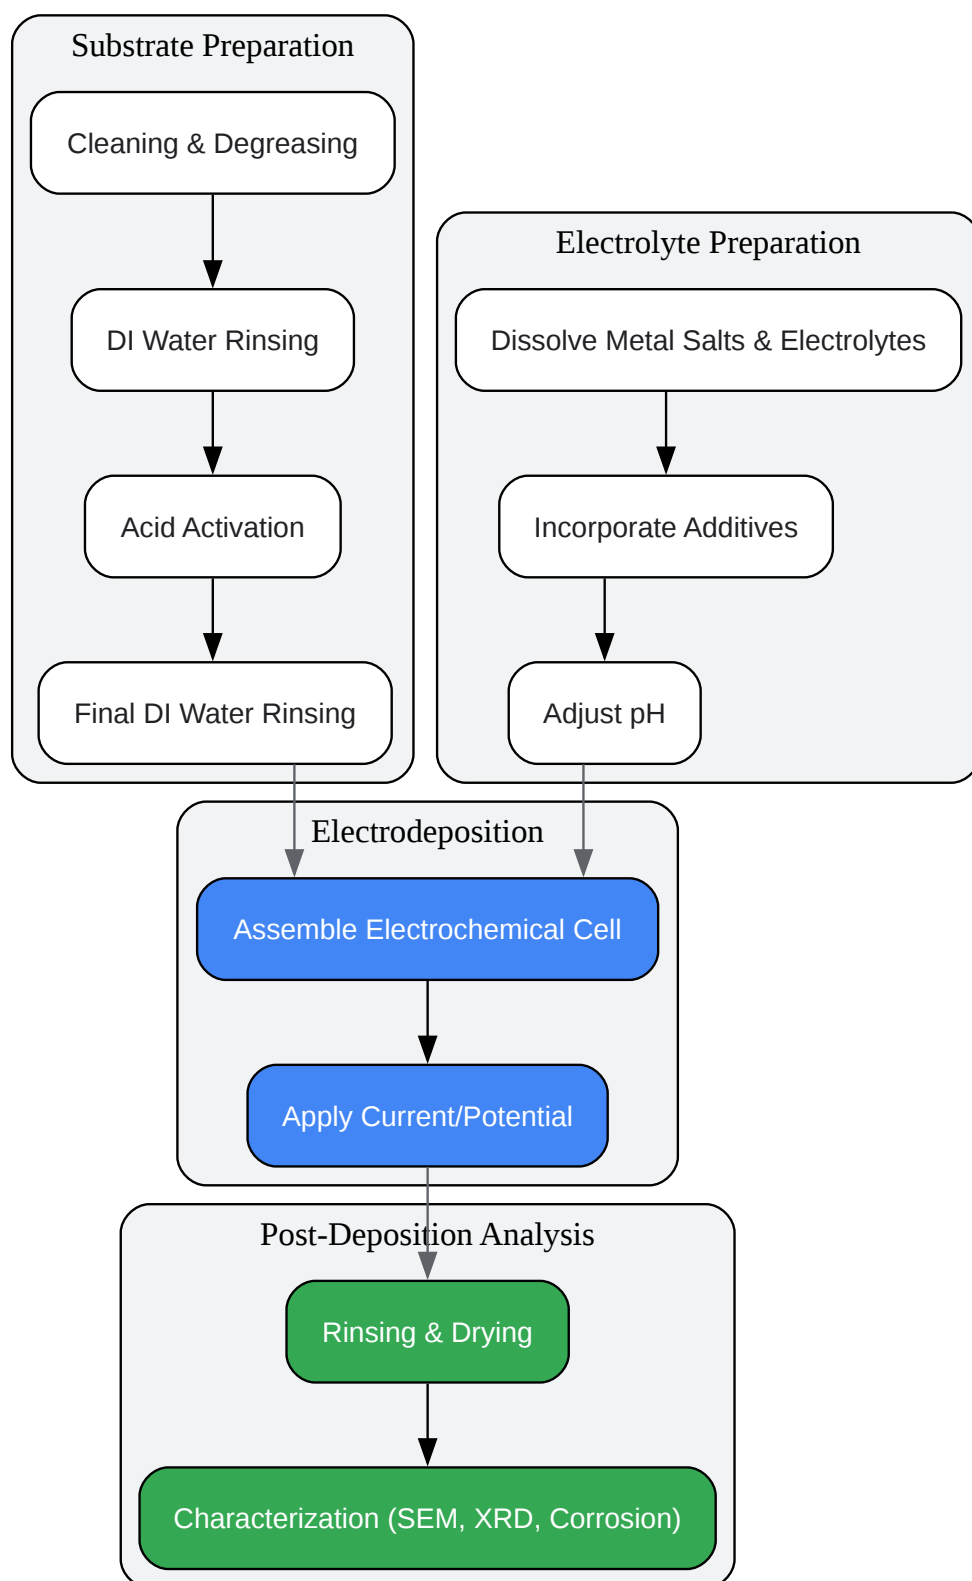 Substrate Preparation
Cleaning & Degreasing
DI Water Rinsing
Acid Activation
Final DI Water Rinsing
Electrolyte Preparation
Dissolve Metal Salts & Electrolytes
Incorporate Additives
Adjust pH
Electrodeposition
Assemble Electrochemical Cell
Apply Current/Potential
Post-Deposition Analysis
Rinsing & Drying
Characterization (SEM, XRD, Corrosion)